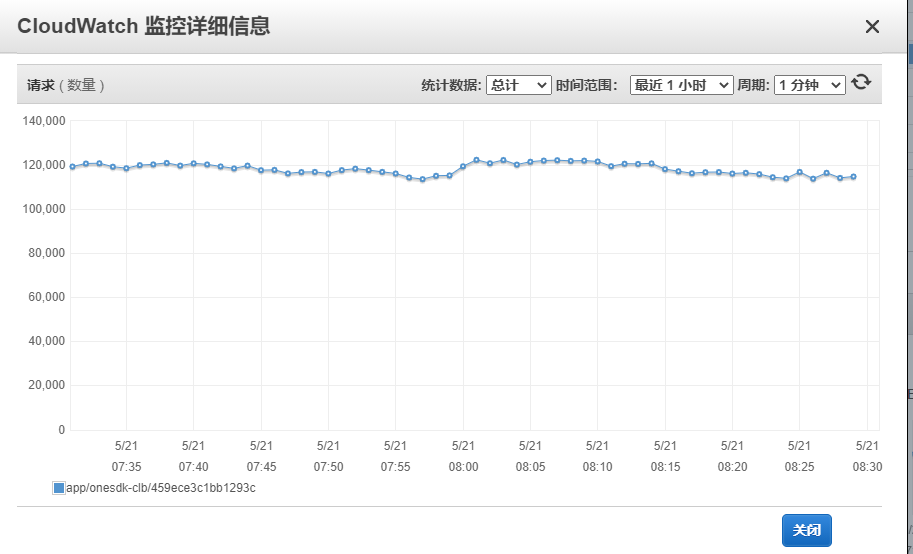 CloudWatch 监控详细信息
请求 ( 数量 ) 统计数据: 总计 时间范围: 最近 1 小时 周期: 1 分钟
140,000
120,000
100,000
80,000
60,000
40,000
20,000
0
5/21 5/21 5/21 5/21 5/21 5/21 5/21 5/21 5/21 5/21 5/21 5/21
07:35 07:40 07:45 07:50 07:55 08:00 08:05 08:10 08:15 08:20 08:25 08:30
app/onesdk-clb/459ece3c1bb1293c
关闭